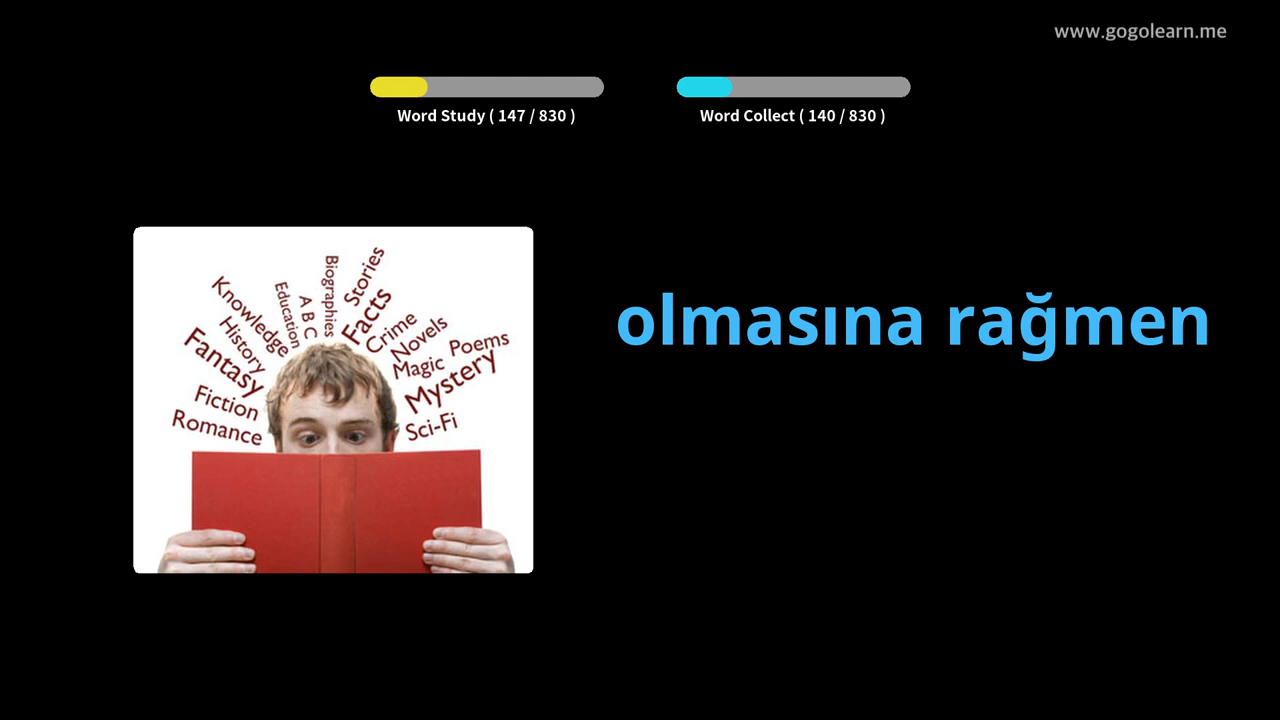 www.gogolearn.me
Word Study ( 147 / 830 )
Word Collect ( 140 / 830 )
olmasına rağmen
Knowledge
Education
A B C
Biographies
Stories
Facts
Crime
Novels
Poems
Magic
Mystery
Sci-Fi
History
Fantasy
Fiction
Romance